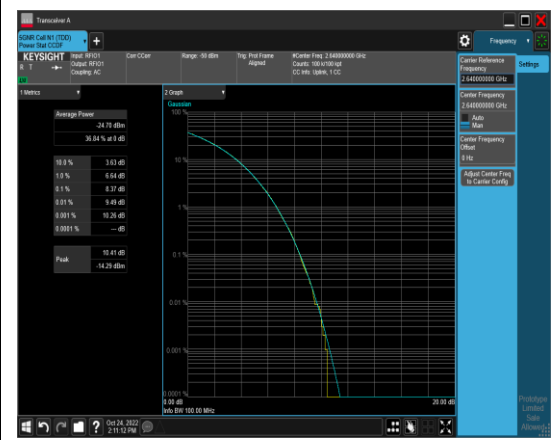 Transceiver A
5GNR Cell N1 (TDD)
Power Stat CCDF
Frequency
KEYSIGHT
R T
Input: RFIO1
Output: RFIO1
Coupling: AC
Corr CCorr
Range: -50 dBm
Trig: Prd Frame
Aligned
#Center Freq: 2.640000000 GHz
Counts: 100 k/100 kpt
CC Info: Uplink, 1 CC
Carrier Reference
Frequency
2.640000000 GHz
Settings
1 Metrics
2 Graph
Gaussian
Center Frequency
2.640000000 GHz
Auto
Man
Center Frequency
Offset
0 Hz
Adjust Center Freq
to Carrier Config
Average Power
-24.70 dBm
36.84 % at 0 dB
10.0 % 3.63 dB
1.0 % 6.64 dB
0.1 % 8.37 dB
0.01 % 9.49 dB
0.001 % 10.26 dB
0.0001 % --- dB
Peak 10.41 dB
-14.29 dBm
100 %
10 %
1 %
0.1 %
0.01 %
0.001 %
0.0001 %
0.00 dB
20.00 dB
Info BW 100.00 MHz
Prototype
Limited
Sale
Allowed
Oct 24, 2022
2:11:12 PM